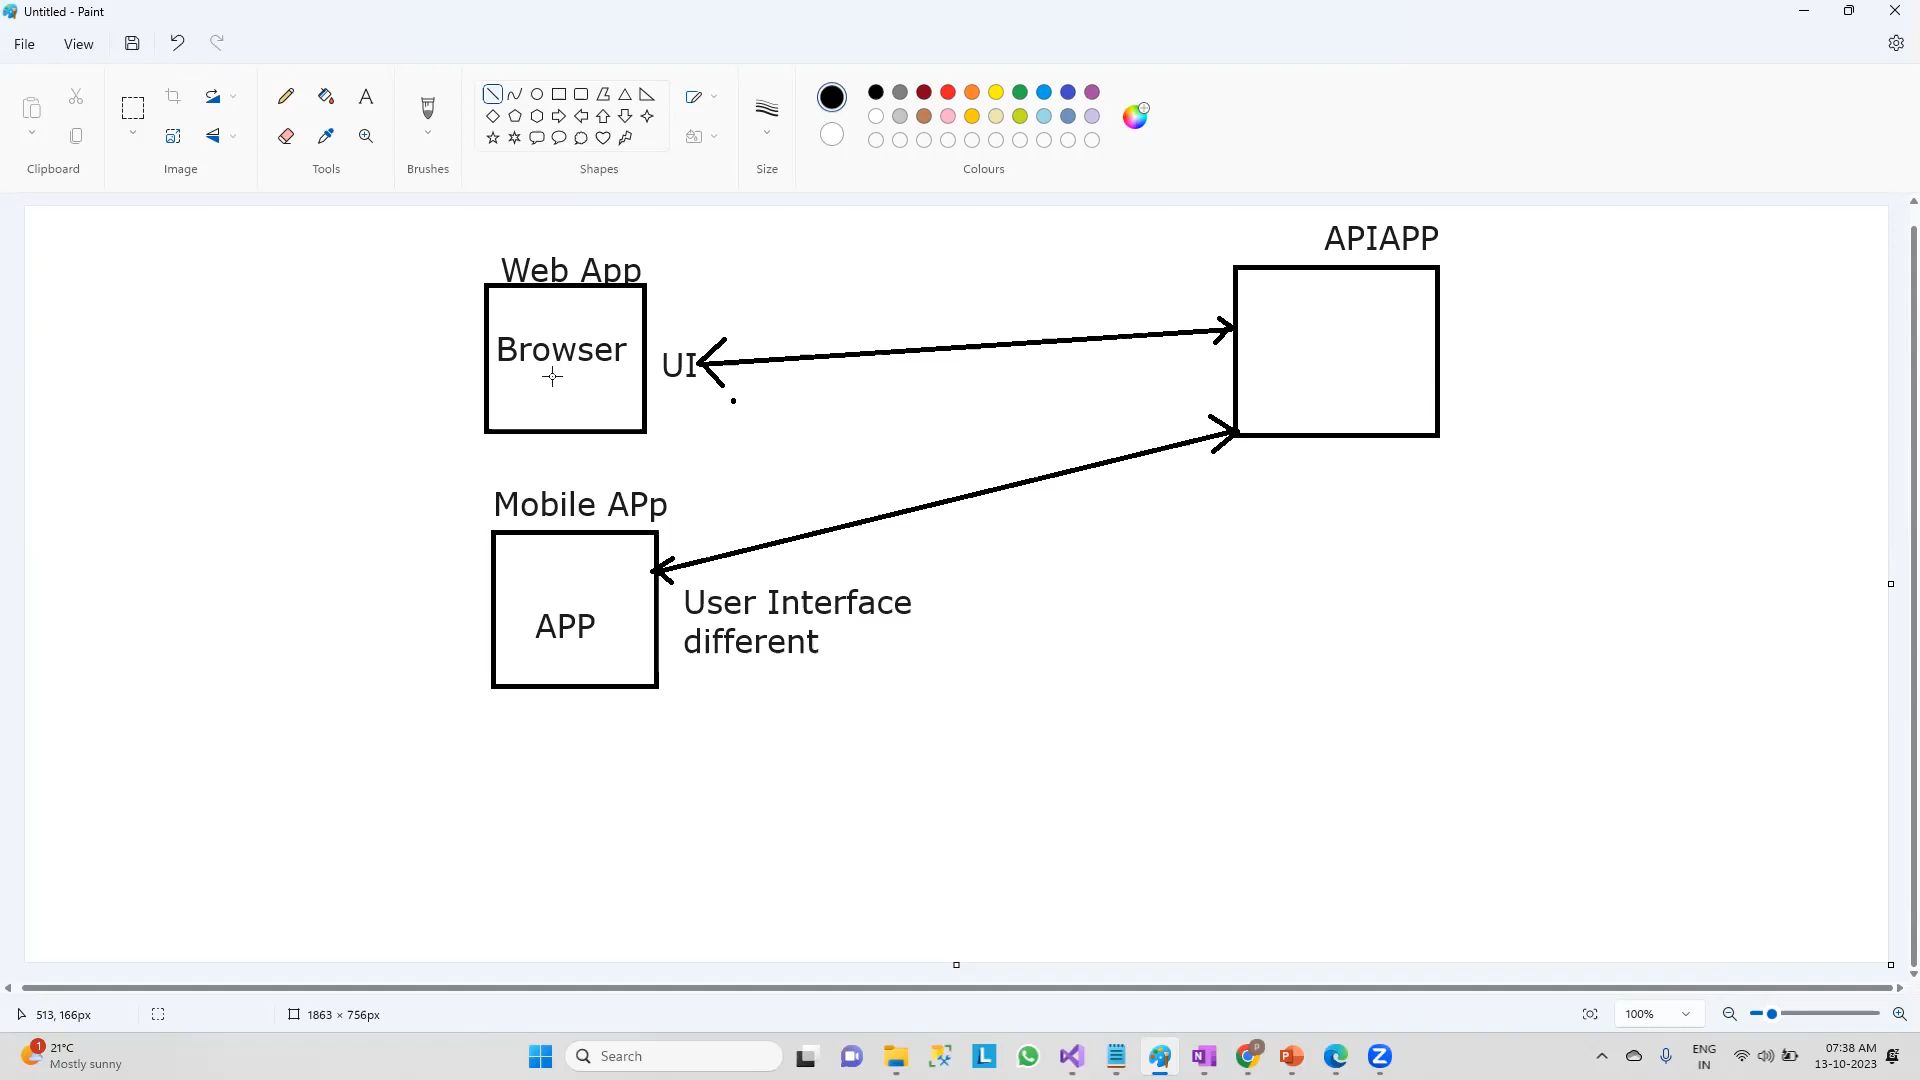 Untitled - Paint
File
View
Clipboard
Image
Tools
Brushes
Shapes
Size
Colours
APIAPP
Web App
Browser
UI
Mobile APp
APP
User Interface
different
513, 166px
1863 × 756px
100%
1
21°C
Mostly sunny
Search
L
N
P
P
Z
ENG
IN
07:38 AM
13-10-2023